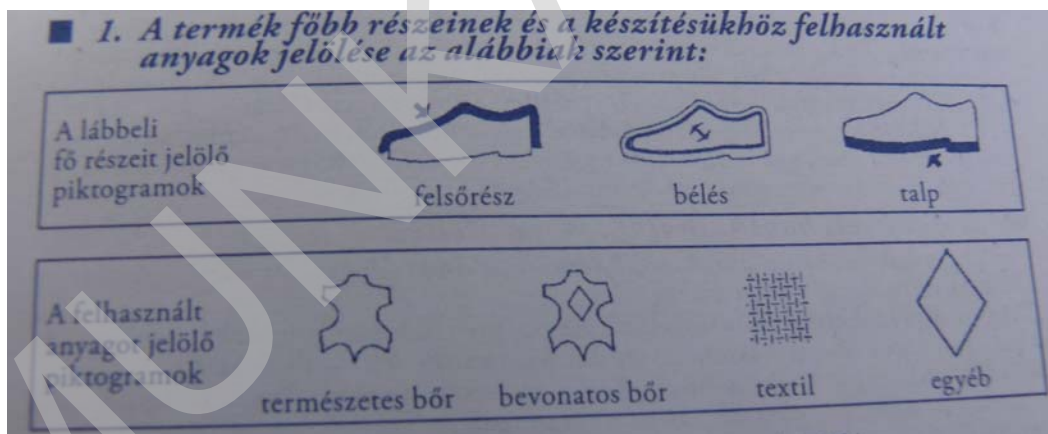 1. A termék főbb részeinek és a készítésükhöz felhasznált
anyagok jelölése az alábbiak szerint:
A lábbeli
fő részeit jelölő
piktogramok
felsőrész
bélés
talp
A felhasznált
anyagot jelölő
piktogramok
természetes bőr
bevonatos bőr
textil
egyéb
MUNKA